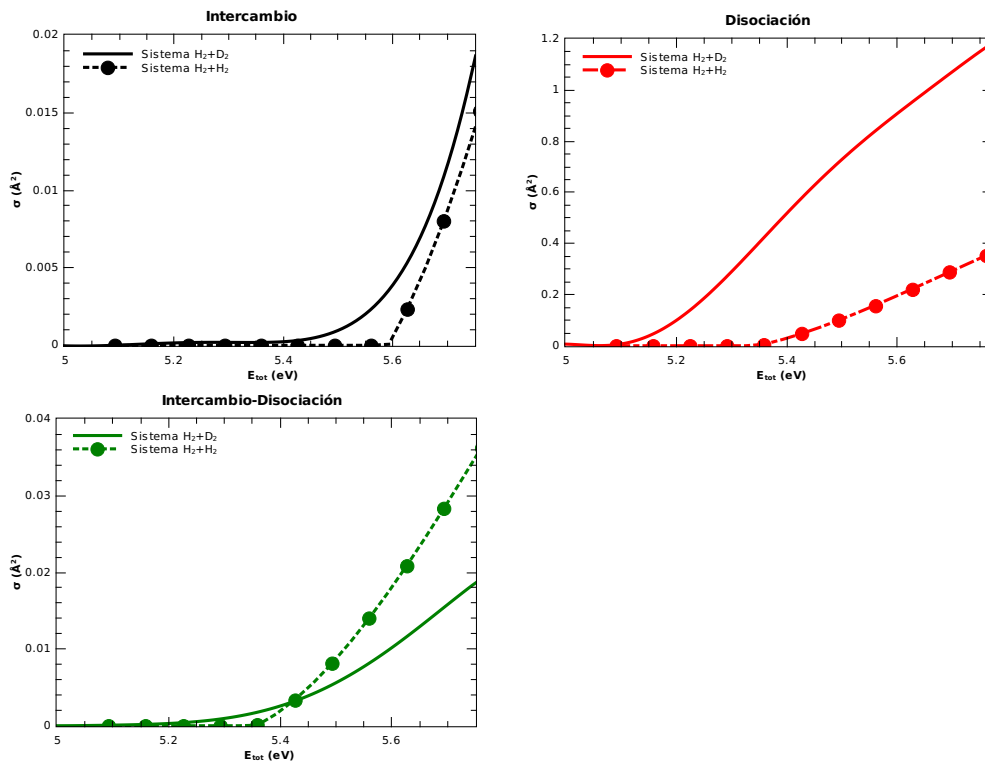 Intercambio
0.02
0.015
σ (Å²)
0.005
0
5
5.2
5.4
5.6
Eₜₒₜ (eV)
Sistema H₂+D₂
Sistema H₂+H₂
Disociación
1.2
1
0.8
σ (Å²)
0.6
0.4
0.2
0
5
5.2
5.4
5.6
Eₜₒₜ (eV)
Sistema H₂+D₂
Sistema H₂+H₂
Intercambio-Disociación
0.04
0.03
σ (Å²)
0.02
0.01
0
5
5.2
5.4
5.6
Eₜₒₜ (eV)
Sistema H₂+D₂
Sistema H₂+H₂